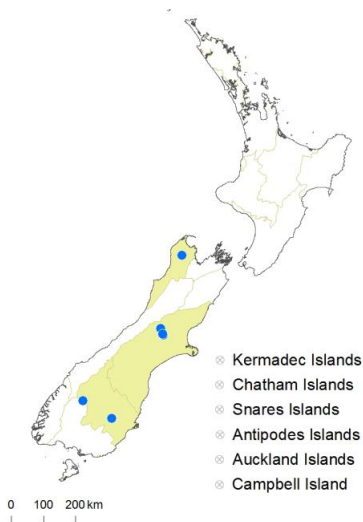 Kermadec Islands
Chatham Islands
Snares Islands
Antipodes Islands
Auckland Islands
Campbell Island
0 100 200 km